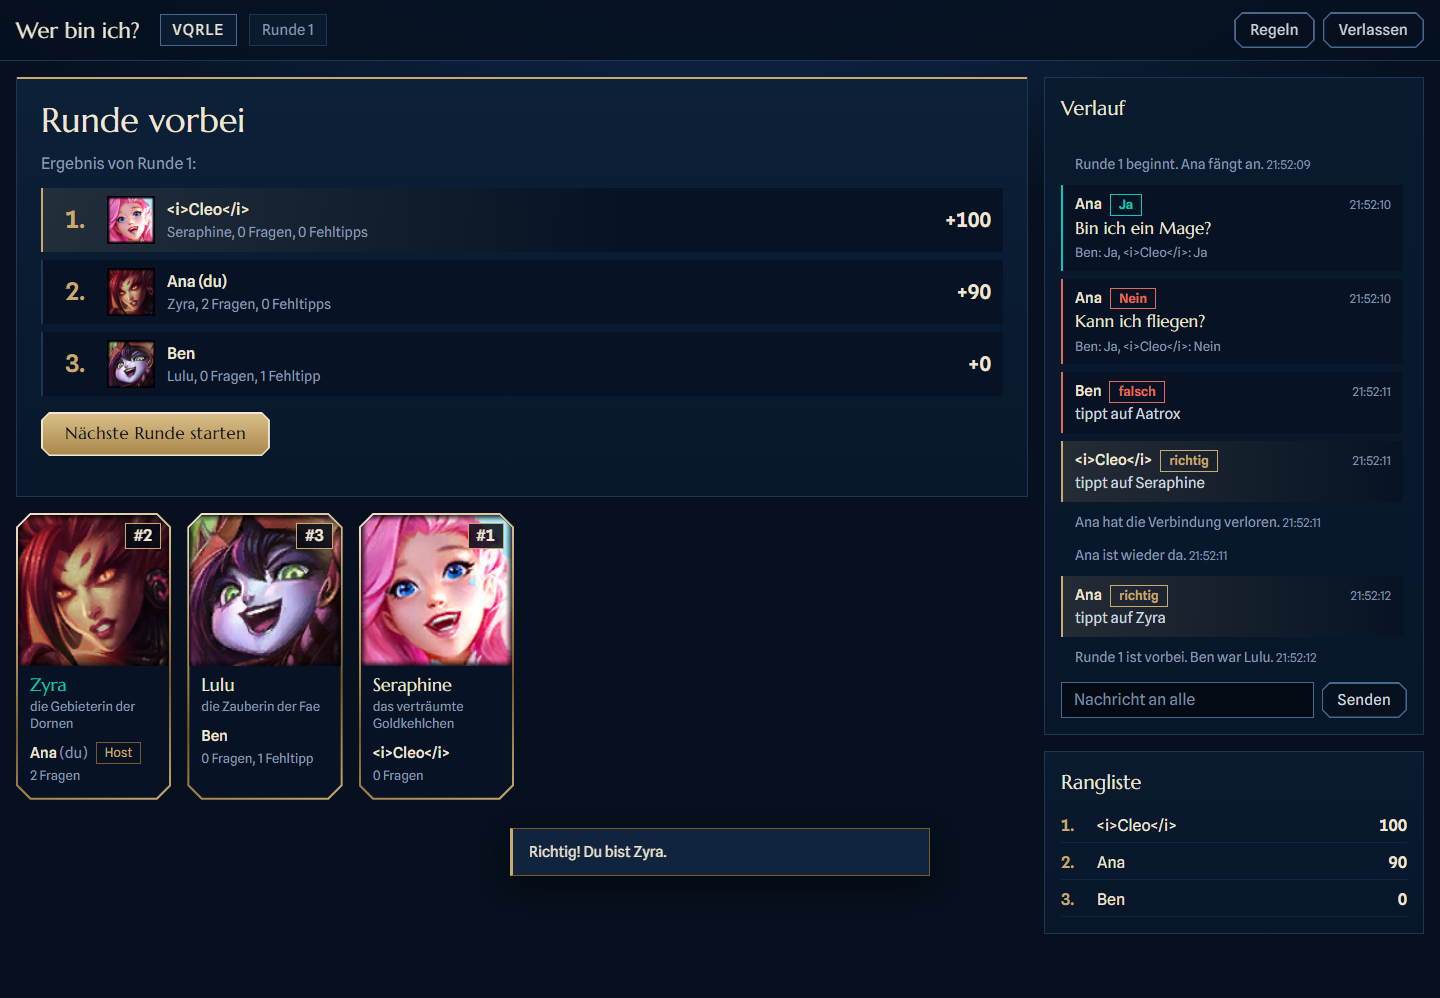 Wer bin ich?
VQRLE
Runde 1
Regeln
Verlassen
Runde vorbei
Ergebnis von Runde 1:
1.
<i>Cleo</i>
Seraphine, 0 Fragen, 0 Fehltipps
+100
2.
Ana (du)
Zyra, 2 Fragen, 0 Fehltipps
+90
3.
Ben
Lulu, 0 Fragen, 1 Fehltipp
+0
Nächste Runde starten
#2
Zyra
die Gebieterin der
Dornen
Ana (du) Host
2 Fragen
#3
Lulu
die Zauberin der Fae
Ben
0 Fragen, 1 Fehltipp
#1
Seraphine
das verträumte
Goldkehlchen
<i>Cleo</i>
0 Fragen
Richtig! Du bist Zyra.
Verlauf
Runde 1 beginnt. Ana fängt an. 21:52:09
Ana Ja 21:52:10
Bin ich ein Mage?
Ben: Ja, <i>Cleo</i>: Ja
Ana Nein 21:52:10
Kann ich fliegen?
Ben: Ja, <i>Cleo</i>: Nein
Ben falsch 21:52:11
tippt auf Aatrox
<i>Cleo</i> richtig 21:52:11
tippt auf Seraphine
Ana hat die Verbindung verloren. 21:52:11
Ana ist wieder da. 21:52:11
Ana richtig 21:52:12
tippt auf Zyra
Runde 1 ist vorbei. Ben war Lulu. 21:52:12
Nachricht an alle
Senden
Rangliste
1. <i>Cleo</i> 100
2. Ana 90
3. Ben 0